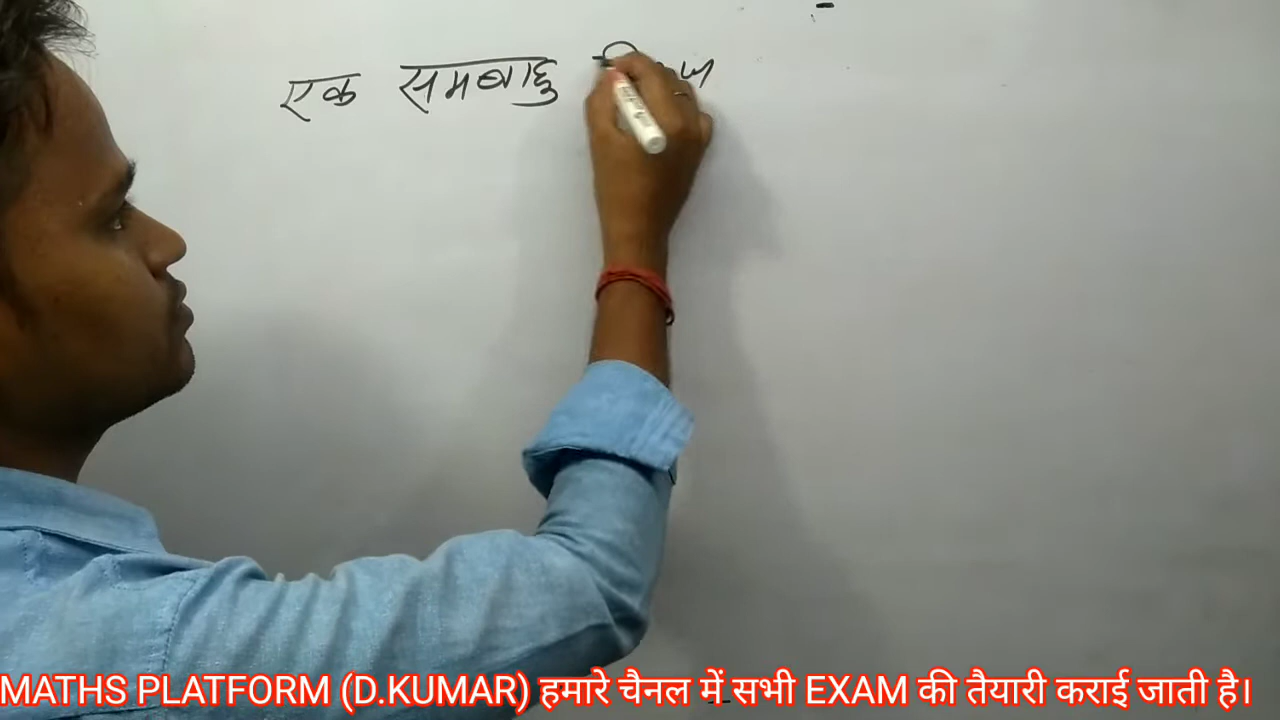 एक समबाहु
MATHS PLATFORM (D.KUMAR) हमारे चैनल में सभी EXAM की तैयारी कराई जाती है।